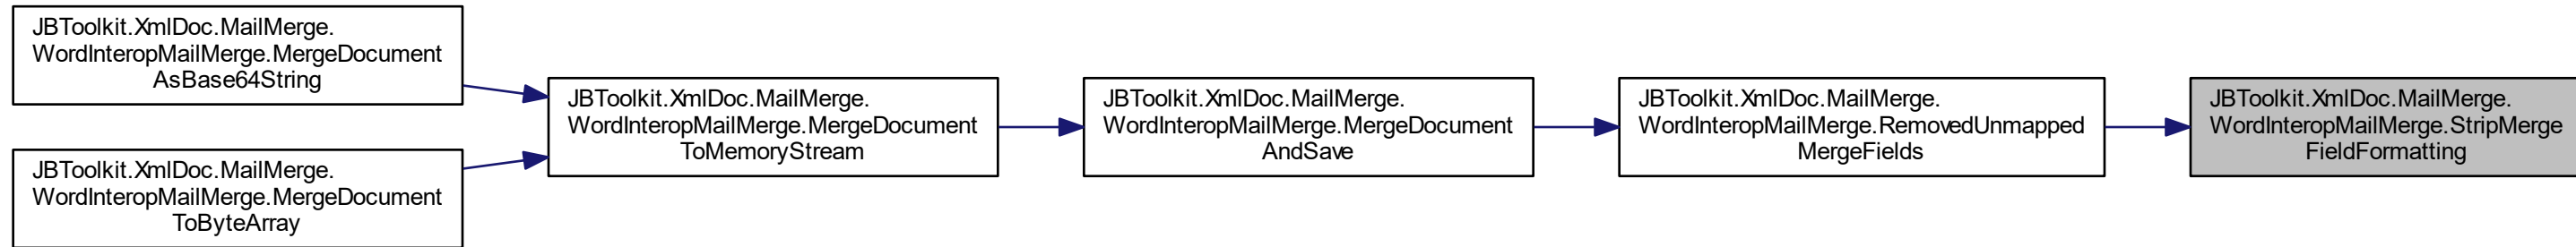 JBToolkit.XmlDoc.MailMerge.
WordInteropMailMerge.MergeDocument
AsBase64String
JBToolkit.XmlDoc.MailMerge.
WordInteropMailMerge.MergeDocument
ToByteArray
JBToolkit.XmlDoc.MailMerge.
WordInteropMailMerge.MergeDocument
ToMemoryStream
JBToolkit.XmlDoc.MailMerge.
WordInteropMailMerge.MergeDocument
AndSave
JBToolkit.XmlDoc.MailMerge.
WordInteropMailMerge.RemovedUnmapped
MergeFields
JBToolkit.XmlDoc.MailMerge.
WordInteropMailMerge.StripMerge
FieldFormatting